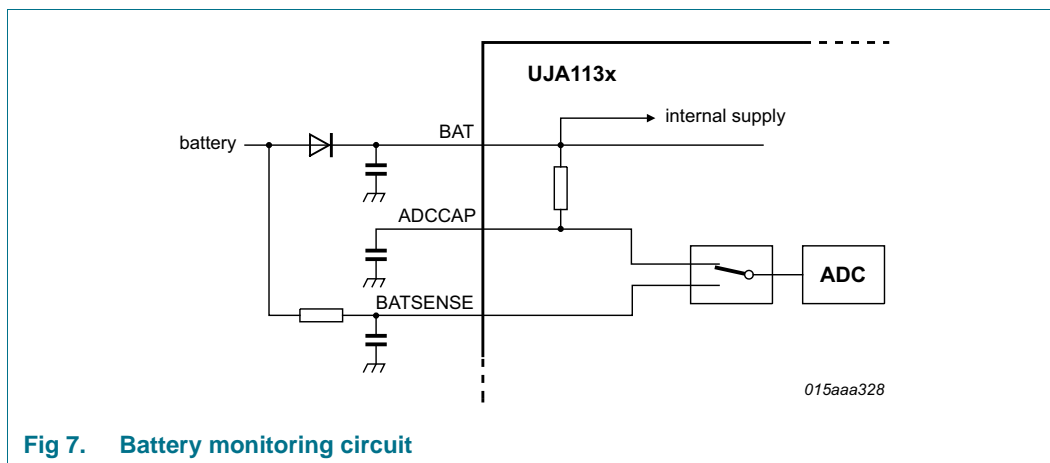 UJA113x
internal supply
BAT
battery
ADCCAP
ADC
BATSENSE
015aaa328
Fig 7. Battery monitoring circuit